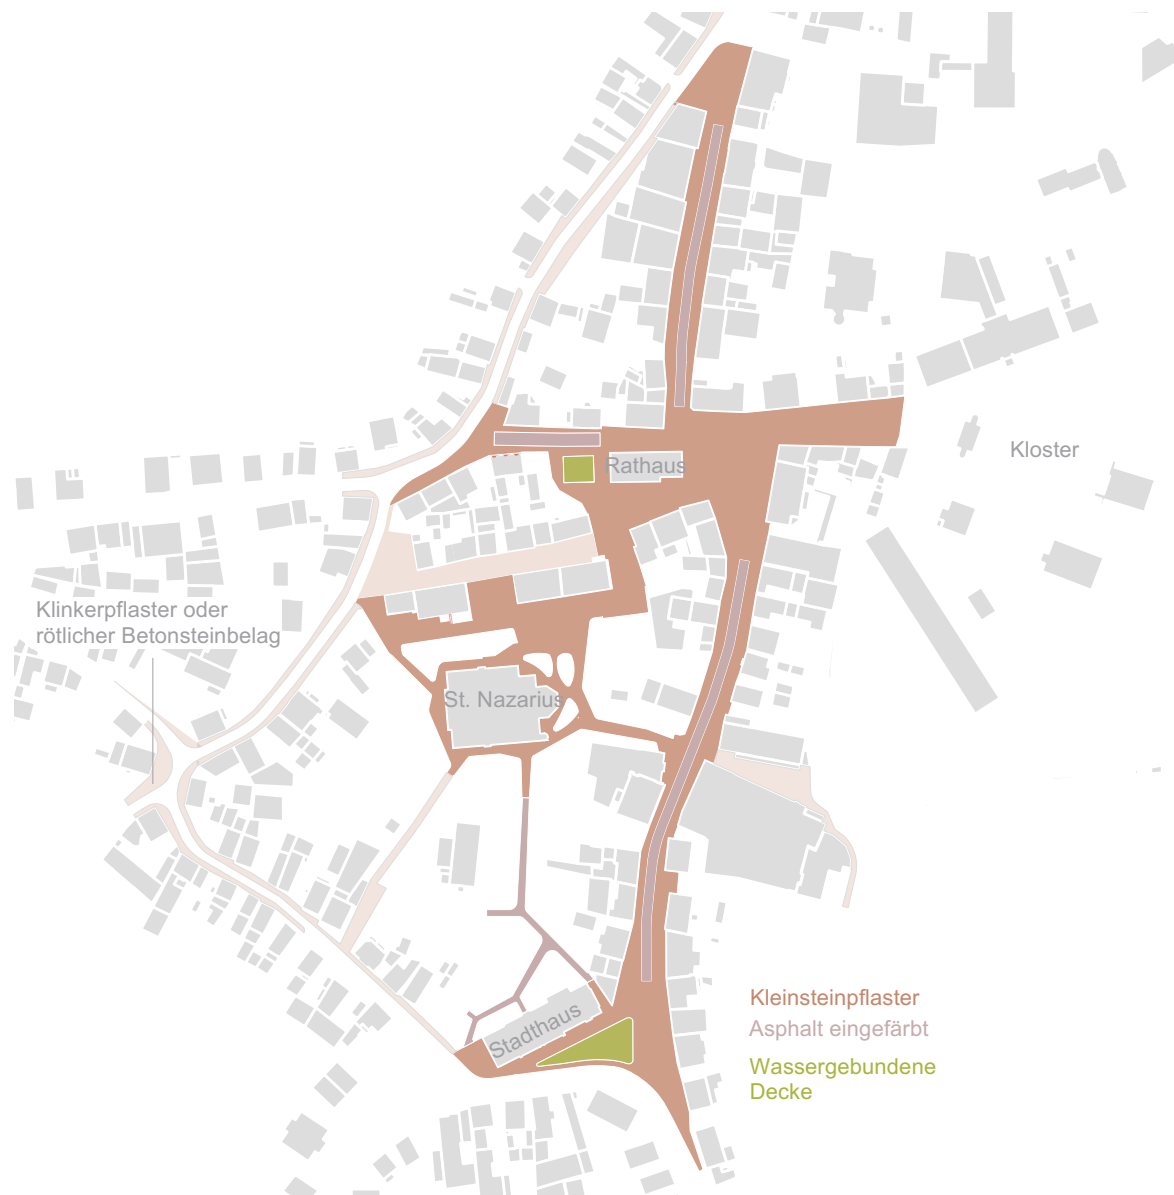 Rathaus
Kloster
Klinkerpflaster oder
rötlicher Betonsteinbelag
St. Nazarius
Stadthaus
Kleinsteinpflaster
Asphalt eingefärbt
Wassergebundene
Decke